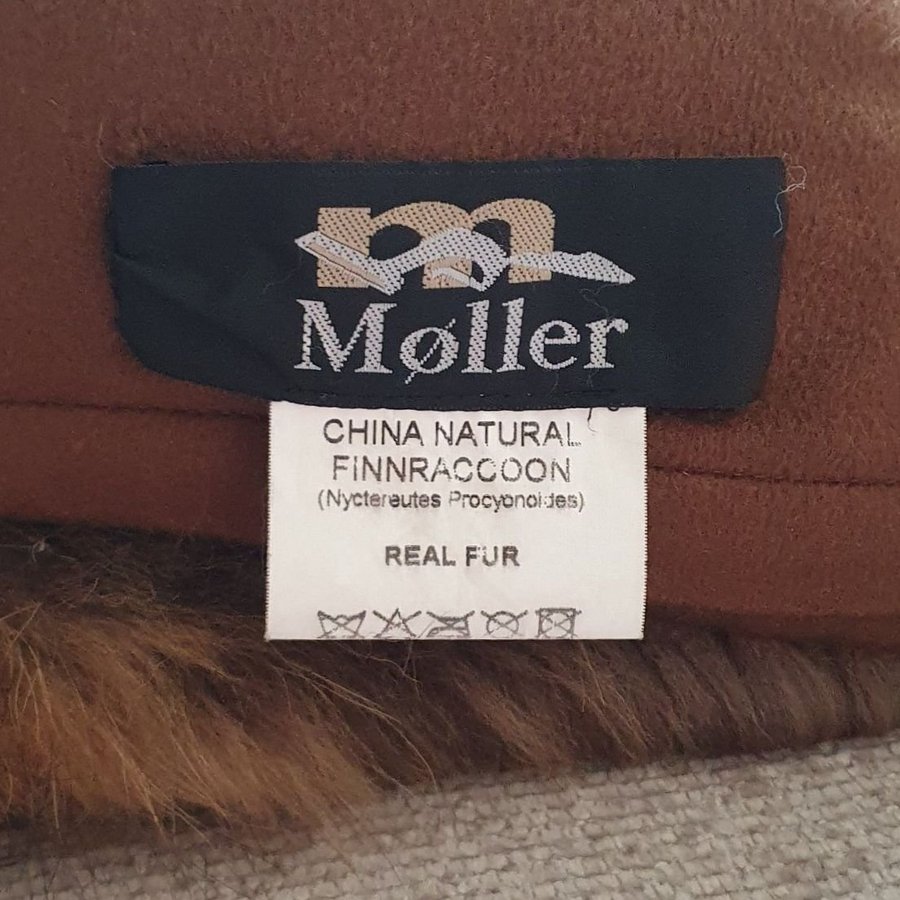 m
Møller
CHINA NATURAL
FINNRACCOON
(Nyctereutes Procyonoides)
REAL FUR